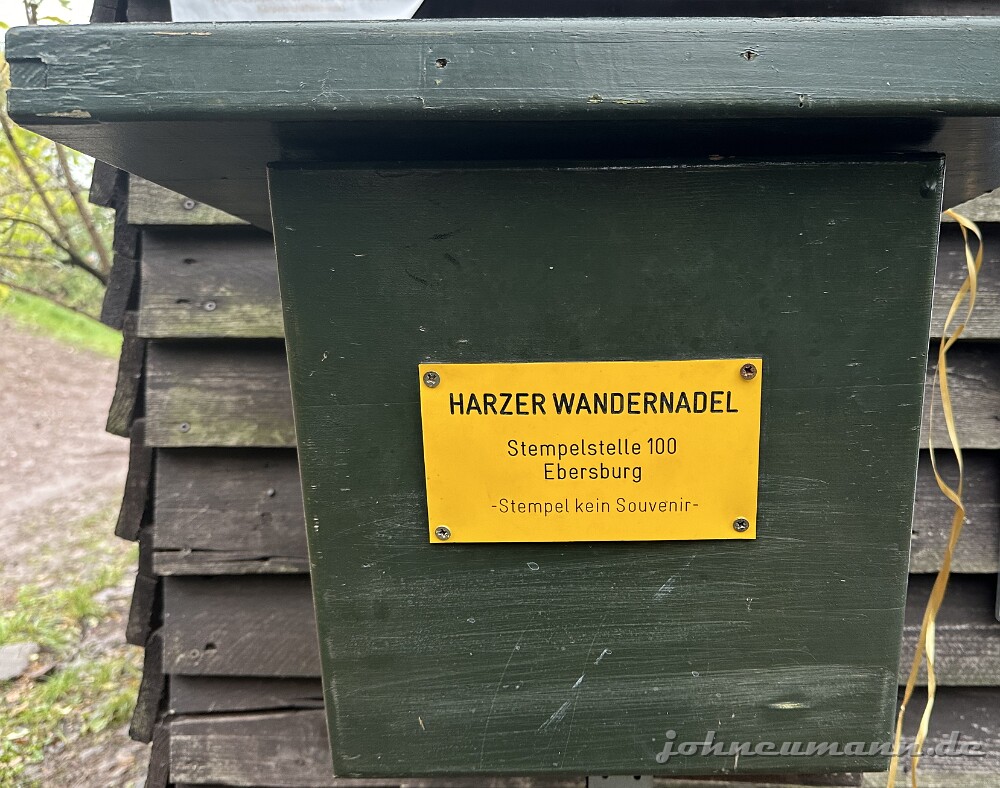 HARZER WANDERNADEL
Stempelstelle 100
Ebersburg
-Stempel kein Souvenir-
johneumann.de